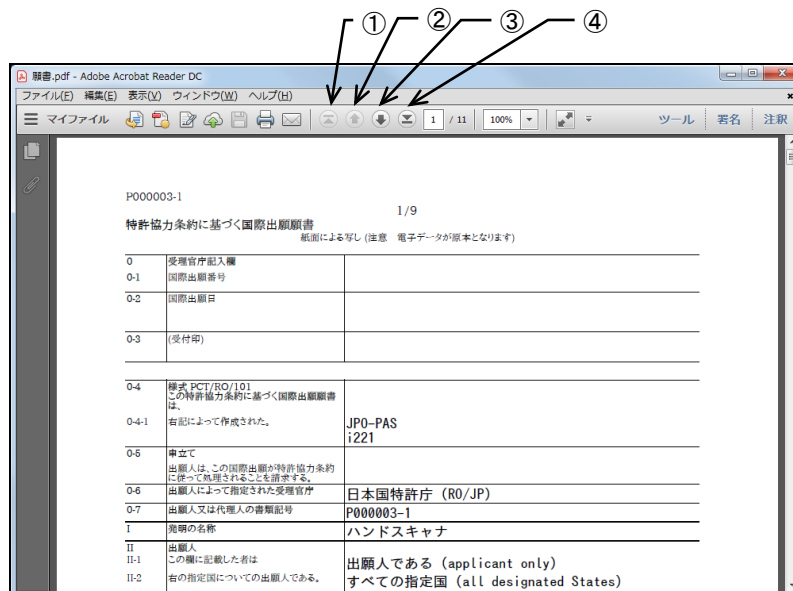 ① ② ③ ④
願書.pdf - Adobe Acrobat Reader DC
ファイル(F) 編集(E) 表示(V) ウィンドウ(W) ヘルプ(H)
マイファイル 1 / 11 100% ツール 署名 注釈
P000003-1
1/9
特許協力条約に基づく国際出願願書
紙面による写し (注意 電子データが原本となります)
0 受理官庁記入欄
0-1 国際出願番号
0-2 国際出願日
0-3 (受付印)
0-4 様式 PCT/RO/101
この特許協力条約に基づく国際出願願書
は、
0-4-1 右記によって作成された。 JPO-PAS
i221
0-5 申立て
出願人は、この国際出願が特許協力条約
に従って処理されることを請求する。
0-6 出願人によって指定された受理官庁 日本国特許庁 (RO/JP)
0-7 出願人又は代理人の書類記号 P000003-1
I 発明の名称 ハンドスキャナ
II 出願人
II-1 この欄に記載した者は 出願人である (applicant only)
II-2 右の指定国についての出願人である。 すべての指定国 (all designated States)